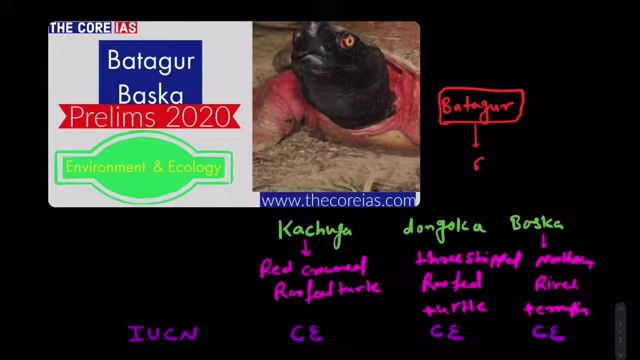 THE CORE IAS
Batagur
Baska
Prelims 2020
Environment & Ecology
www.thecoreias.com
Batagur
6
Kachuga dongoka Baska
Red crowned three stripped northern
Roofed turtle Roofed River
turtle
IUCN CE CE CE